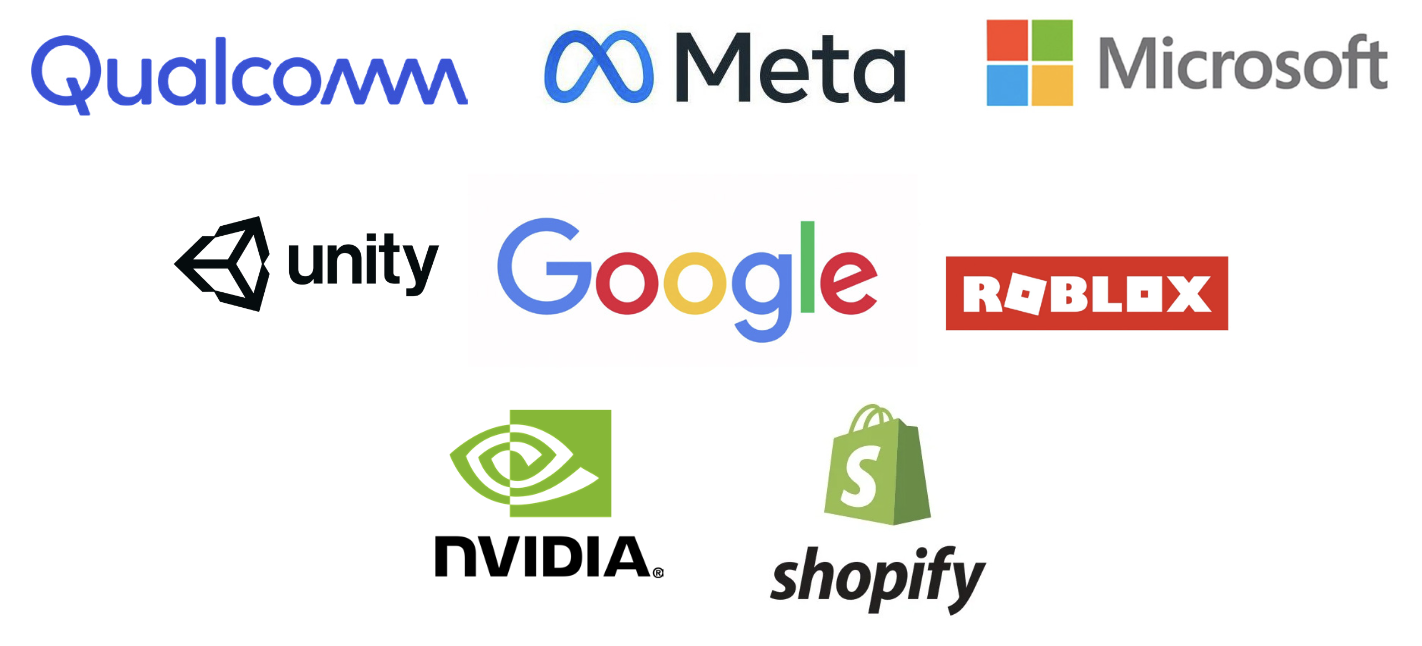 Qualcomm Meta Microsoft
unity Google ROBLOX
nVIDIA®
S
shopify